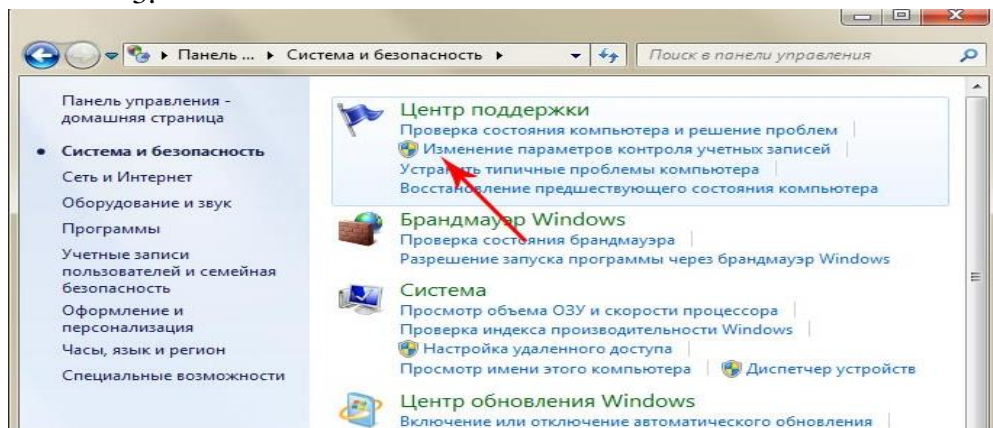 3.
Панель ... Система и безопасность
Поиск в панели управления
Панель управления -
домашняя страница
Система и безопасность
Сеть и Интернет
Оборудование и звук
Программы
Учетные записи
пользователей и семейная
безопасность
Оформление и
персонализация
Часы, язык и регион
Специальные возможности
Центр поддержки
Проверка состояния компьютера и решение проблем
Изменение параметров контроля учетных записей
Устранить типичные проблемы компьютера
Восстановление предшествующего состояния компьютера
Брандмауэр Windows
Проверка состояния брандмауэра
Разрешение запуска программы через брандмауэр Windows
Система
Просмотр объема ОЗУ и скорости процессора
Проверка индекса производительности Windows
Настройка удаленного доступа
Просмотр имени этого компьютера Диспетчер устройств
Центр обновления Windows
Включение или отключение автоматического обновления